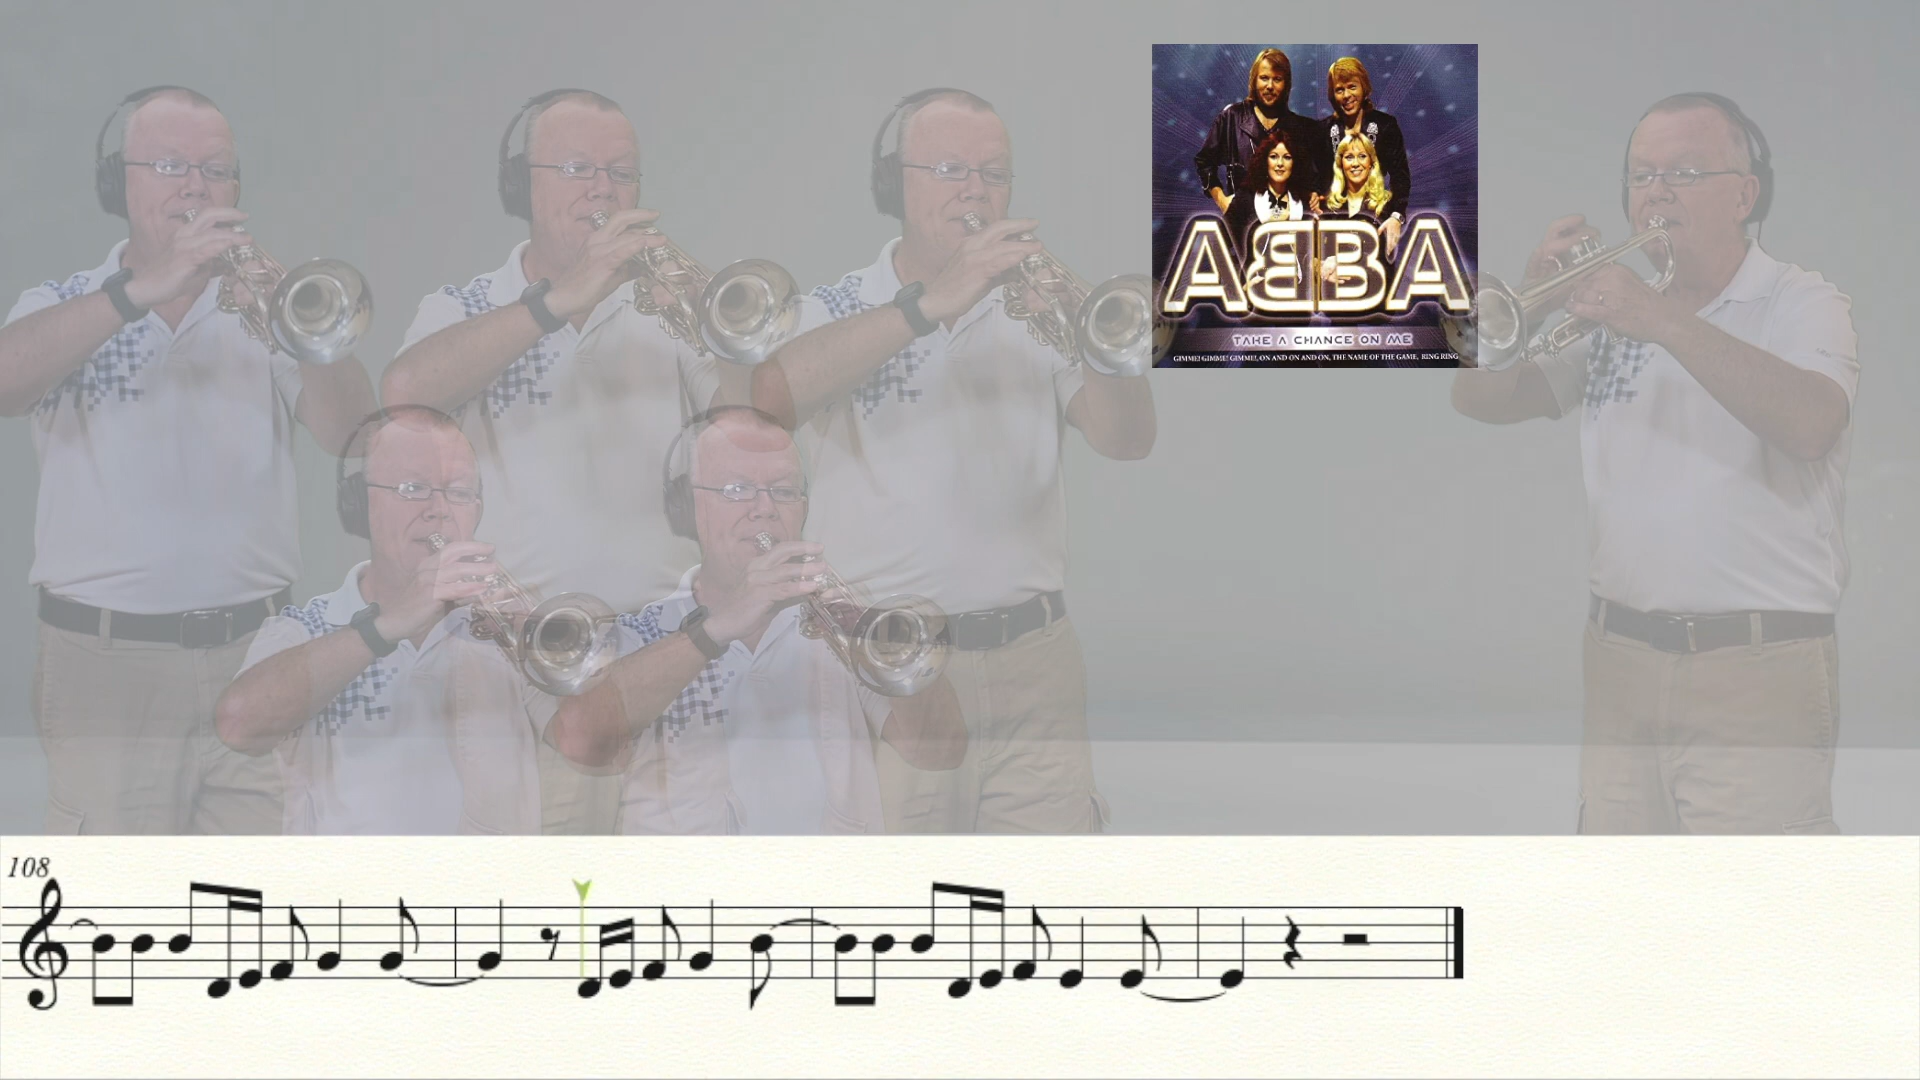 ABBA
TAKE A CHANCE ON ME
GIMME! GIMME! GIMME!, ON AND ON AND ON, THE NAME OF THE GAME, RING RING
108